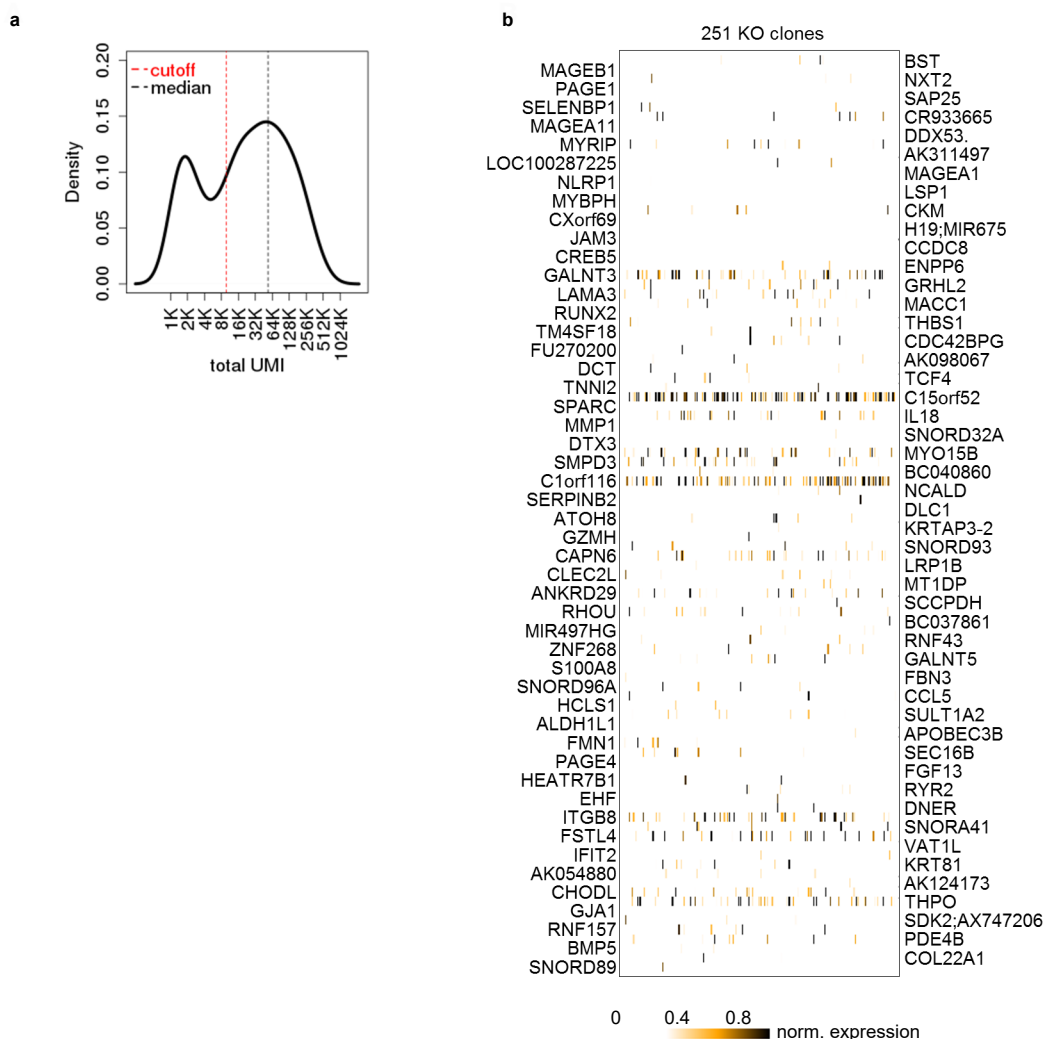 a
0.20
0.15
0.10
0.05
0.00
Density
cutoff
median
1K
2K
4K
8K
16K
32K
64K
128K
256K
512K
1024K
total UMI
b
251 KO clones
MAGEB1
PAGE1
SELENBP1
MAGEA11
MYRIP
LOC100287225
NLRP1
MYBPH
CXorf69
JAM3
CREB5
GALNT3
LAMA3
RUNX2
TM4SF18
FU270200
DCT
TNNI2
SPARC
MMP1
DTX3
SMPD3
C1orf116
SERPINB2
ATOH8
GZMH
CAPN6
CLEC2L
ANKRD29
RHOU
MIR497HG
ZNF268
S100A8
SNORD96A
HCLS1
ALDH1L1
FMN1
PAGE4
HEATR7B1
EHF
ITGB8
FSTL4
IFIT2
AK054880
CHODL
GJA1
RNF157
BMP5
SNORD89
BST
NXT2
SAP25
CR933665
DDX53.
AK311497
MAGEA1
LSP1
CKM
H19;MIR675
CCDC8
ENPP6
GRHL2
MACC1
THBS1
CDC42BPG
AK098067
TCF4
C15orf52
IL18
SNORD32A
MYO15B
BC040860
NCALD
DLC1
KRTAP3-2
SNORD93
LRP1B
MT1DP
SCCPDH
BC037861
RNF43
GALNT5
FBN3
CCL5
SULT1A2
APOBEC3B
SEC16B
FGF13
RYR2
DNER
SNORA41
VAT1L
KRT81
AK124173
THPO
SDK2;AX747206
PDE4B
COL22A1
0 0.4 0.8
norm. expression